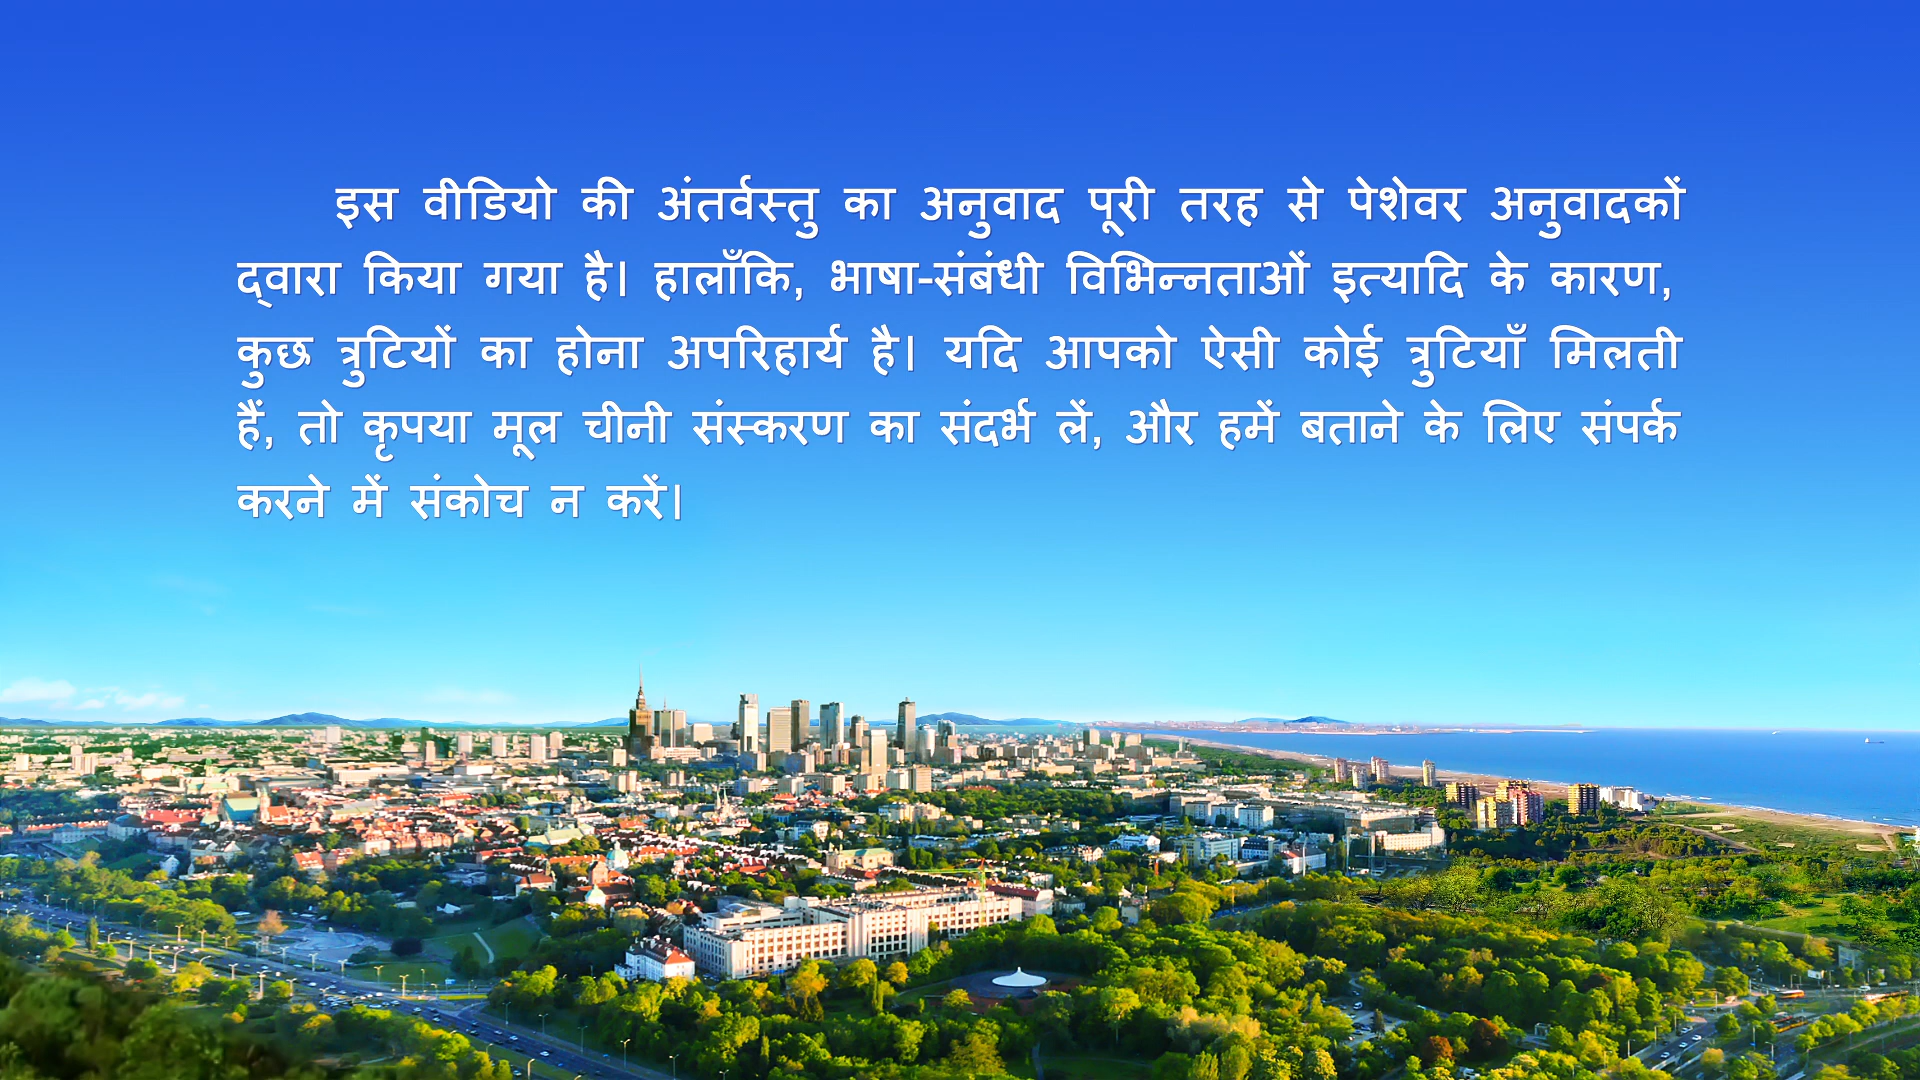 इस वीडियो की अंतर्वस्तु का अनुवाद पूरी तरह से पेशेवर अनुवादकों
द्‌वारा किया गया है। हालाँकि, भाषा-संबंधी विभिन्नताओं इत्यादि के कारण,
कुछ त्रुटियों का होना अपरिहार्य है। यदि आपको ऐसी कोई त्रुटियाँ मिलती
हैं, तो कृपया मूल चीनी संस्करण का संदर्भ लें, और हमें बताने के लिए संपर्क
करने में संकोच न करें।